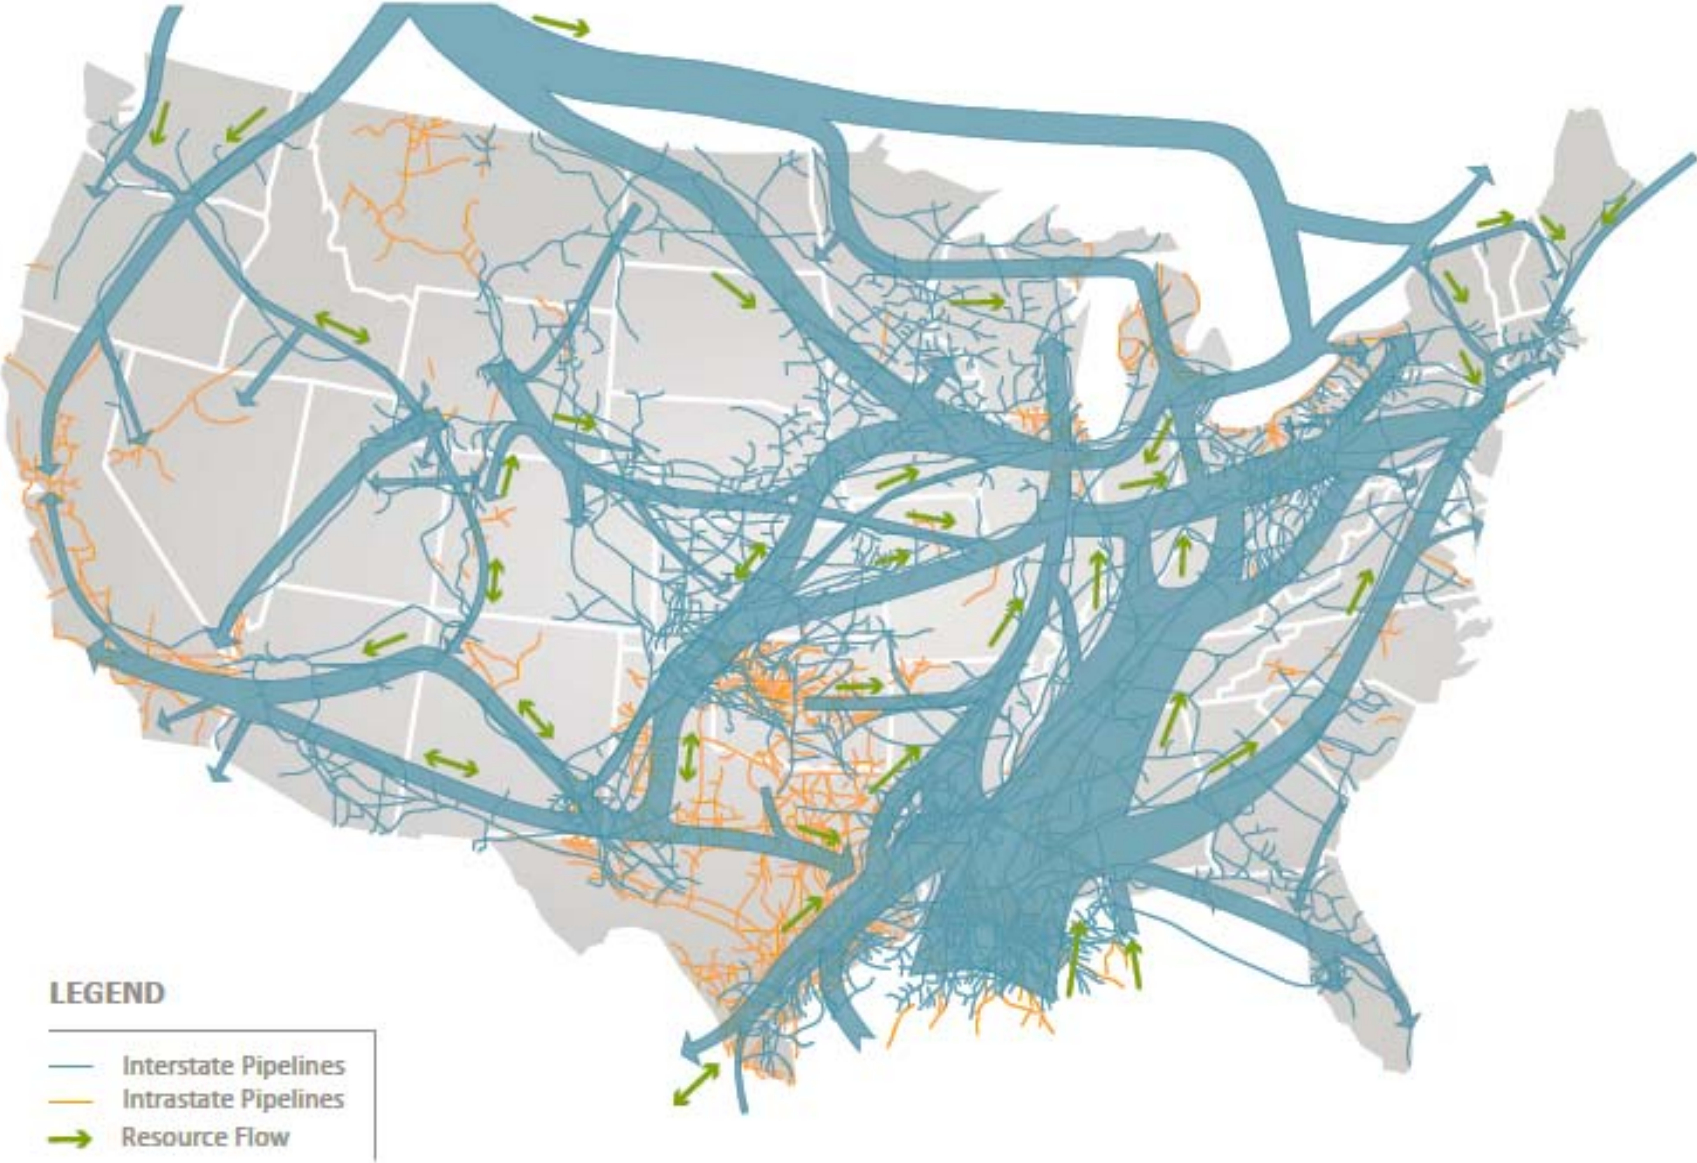 LEGEND
Interstate Pipelines
Intrastate Pipelines
Resource Flow